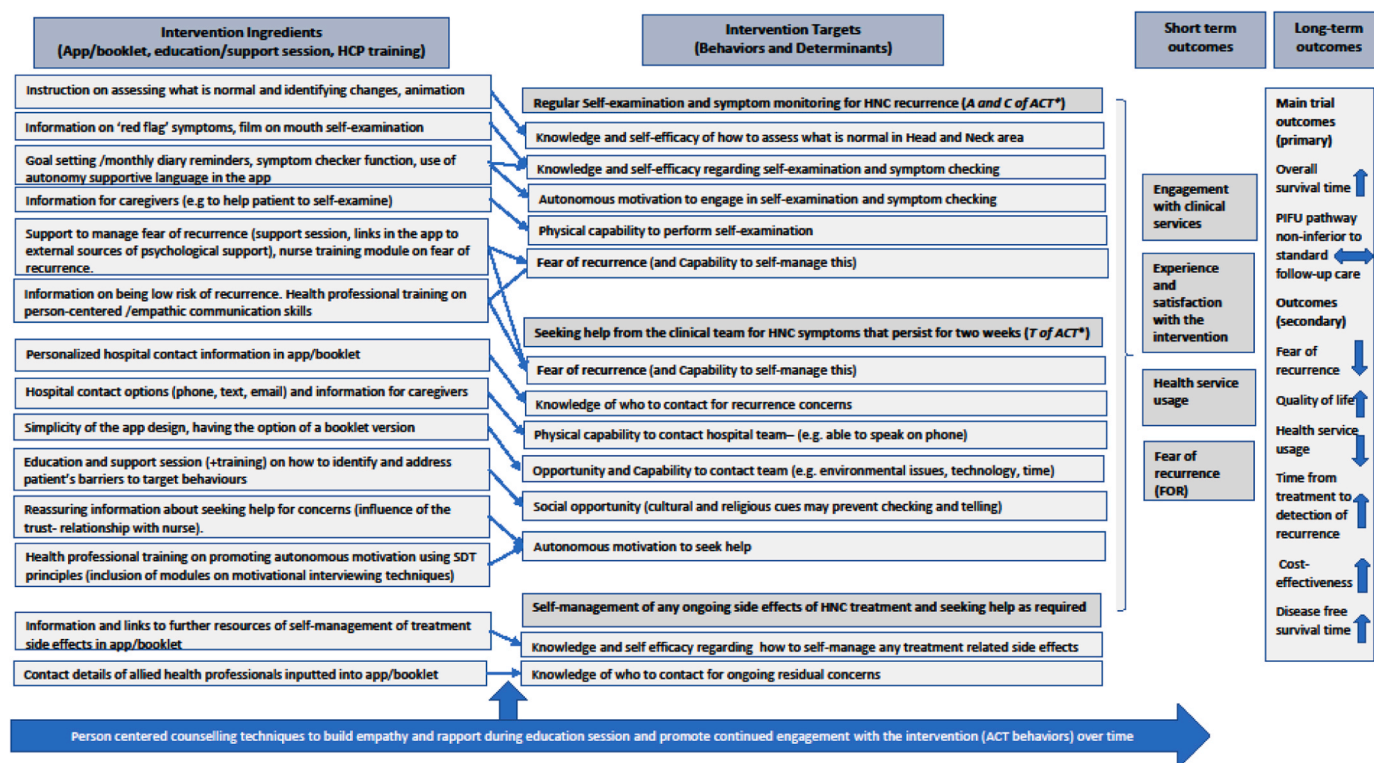 Intervention Ingredients
(App/booklet, education/support session, HCP training)
Instruction on assessing what is normal and identifying changes, animation
Information on ‘red flag’ symptoms, film on mouth self-examination
Goal setting /monthly diary reminders, symptom checker function, use of
autonomy supportive language in the app
Information for caregivers (e.g to help patient to self-examine)
Support to manage fear of recurrence (support session, links in the app to
external sources of psychological support), nurse training module on fear of
recurrence.
Information on being low risk of recurrence. Health professional training on
person-centered /empathic communication skills
Personalized hospital contact information in app/booklet
Hospital contact options (phone, text, email) and information for caregivers
Simplicity of the app design, having the option of a booklet version
Education and support session (+training) on how to identify and address
patient’s barriers to target behaviours
Reassuring information about seeking help for concerns (influence of the
trust- relationship with nurse).
Health professional training on promoting autonomous motivation using SDT
principles (inclusion of modules on motivational interviewing techniques)
Information and links to further resources of self-management of treatment
side effects in app/booklet
Contact details of allied health professionals inputted into app/booklet
Intervention Targets
(Behaviors and Determinants)
Regular Self-examination and symptom monitoring for HNC recurrence (A and C of ACT*)
Knowledge and self-efficacy of how to assess what is normal in Head and Neck area
Knowledge and self-efficacy regarding self-examination and symptom checking
Autonomous motivation to engage in self-examination and symptom checking
Physical capability to perform self-examination
Fear of recurrence (and Capability to self-manage this)
Seeking help from the clinical team for HNC symptoms that persist for two weeks (T of ACT*)
Fear of recurrence (and Capability to self-manage this)
Knowledge of who to contact for recurrence concerns
Physical capability to contact hospital team– (e.g. able to speak on phone)
Opportunity and Capability to contact team (e.g. environmental issues, technology, time)
Social opportunity (cultural and religious cues may prevent checking and telling)
Autonomous motivation to seek help
Self-management of any ongoing side effects of HNC treatment and seeking help as required
Knowledge and self efficacy regarding how to self-manage any treatment related side effects
Knowledge of who to contact for ongoing residual concerns
Short term
outcomes
Engagement
with clinical
services
Experience
and
satisfaction
with the
intervention
Health service
usage
Fear of
recurrence
(FOR)
Long-term
outcomes
Main trial
outcomes
(primary)
Overall
survival time
PIFU pathway
non-inferior to
standard
follow-up care
Outcomes
(secondary)
Fear of
recurrence
Quality of life
Health service
usage
Time from
treatment to
detection of
recurrence
Cost-
effectiveness
Disease free
survival time
Person centered counselling techniques to build empathy and rapport during education session and promote continued engagement with the intervention (ACT behaviors) over time